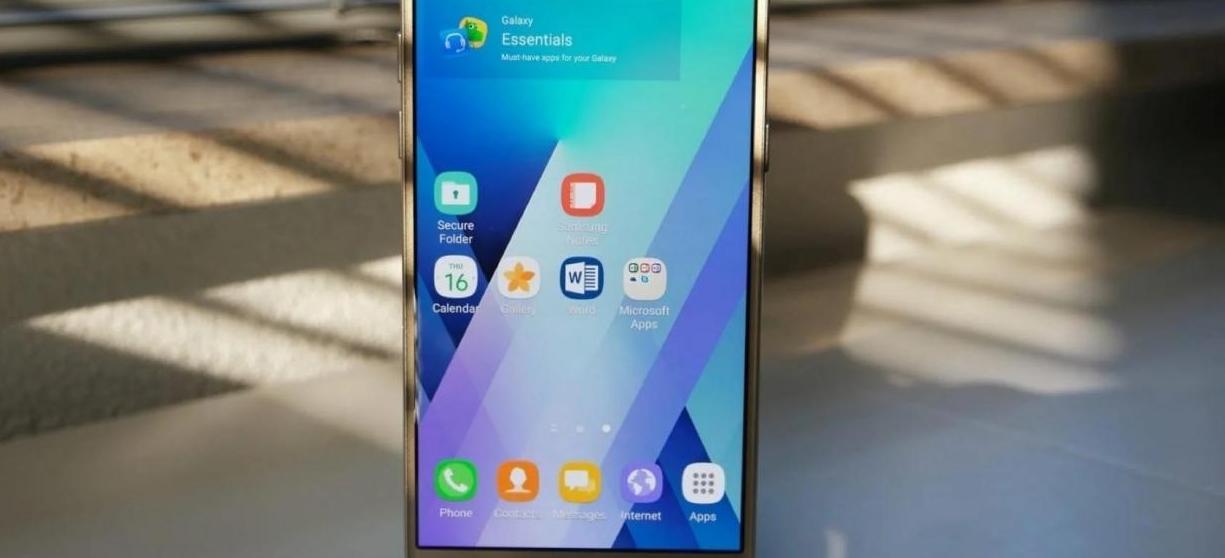 Galaxy
Essentials
Must-have apps for your Galaxy
Secure
Folder
Samsung
Notes
THU
16
Calendar
Gallery
W
Word
Microsoft
Apps
Phone
Contacts
Messages
Internet
Apps